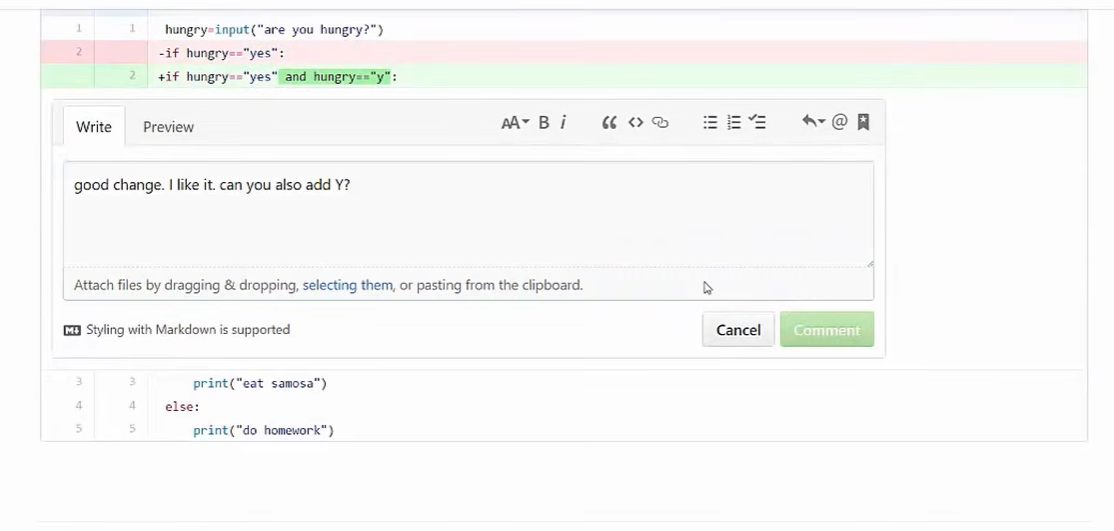 1 1 hungry=input("are you hungry?")
2 -if hungry=="yes":
2 +if hungry=="yes" and hungry=="y":
Write Preview AA B i
good change. I like it. can you also add Y?
Attach files by dragging & dropping, selecting them, or pasting from the clipboard.
Styling with Markdown is supported Cancel Comment
3 3 print("eat samosa")
4 4 else:
5 5 print("do homework")